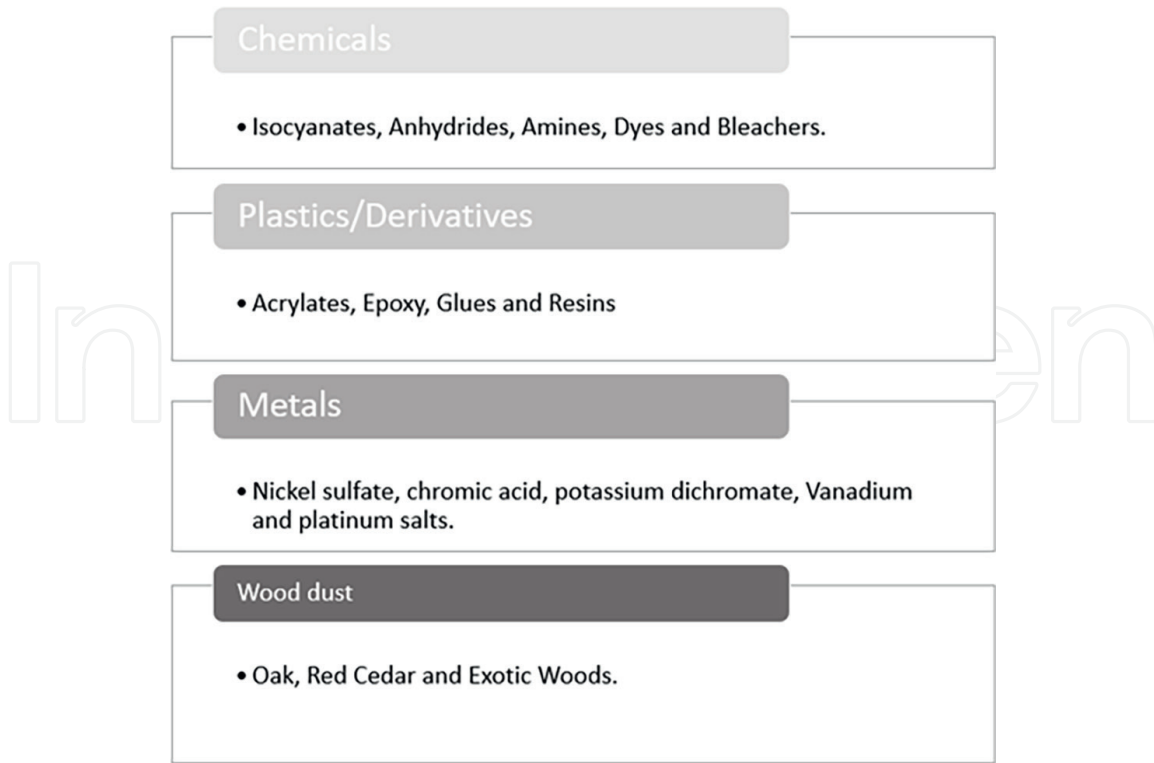 Chemicals
• Isocyanates, Anhydrides, Amines, Dyes and Bleachers.
Plastics/Derivatives
• Acrylates, Epoxy, Glues and Resins
Metals
• Nickel sulfate, chromic acid, potassium dichromate, Vanadium
and platinum salts.
Wood dust
• Oak, Red Cedar and Exotic Woods.